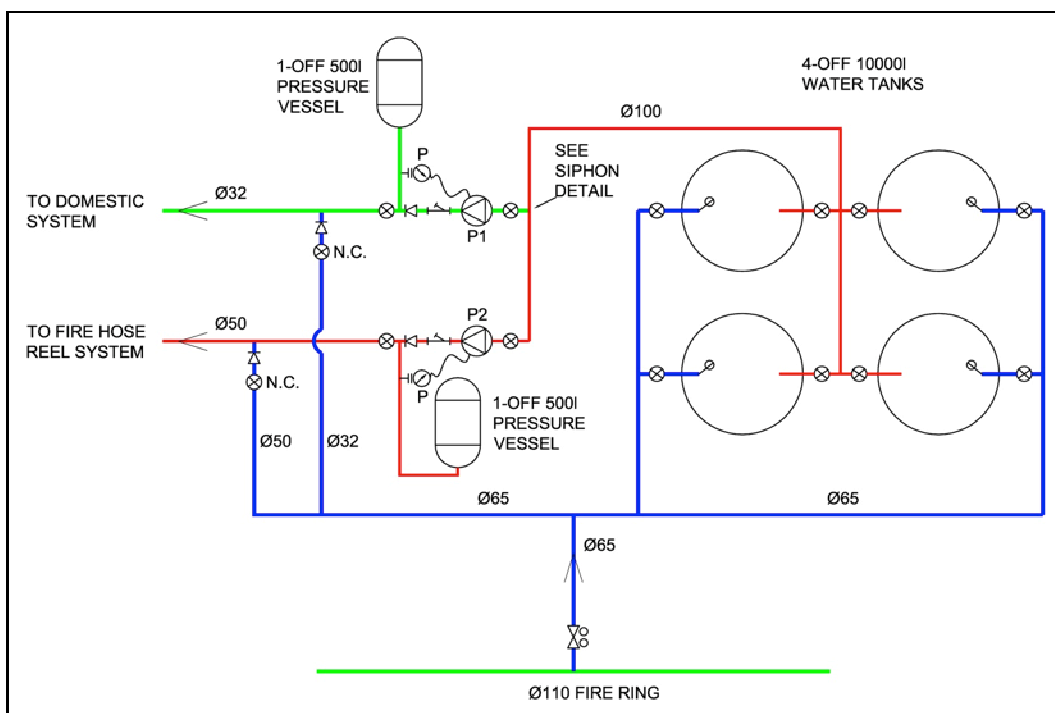 1-OFF 500l
PRESSURE
VESSEL
4-OFF 10000l
WATER TANKS
Ø100
P
SEE
SIPHON
DETAIL
TO DOMESTIC
SYSTEM
Ø32
P1
N.C.
TO FIRE HOSE
REEL SYSTEM
Ø50
P2
N.C.
P
1-OFF 500l
PRESSURE
VESSEL
Ø50
Ø32
Ø65
Ø65
Ø65
Ø110 FIRE RING